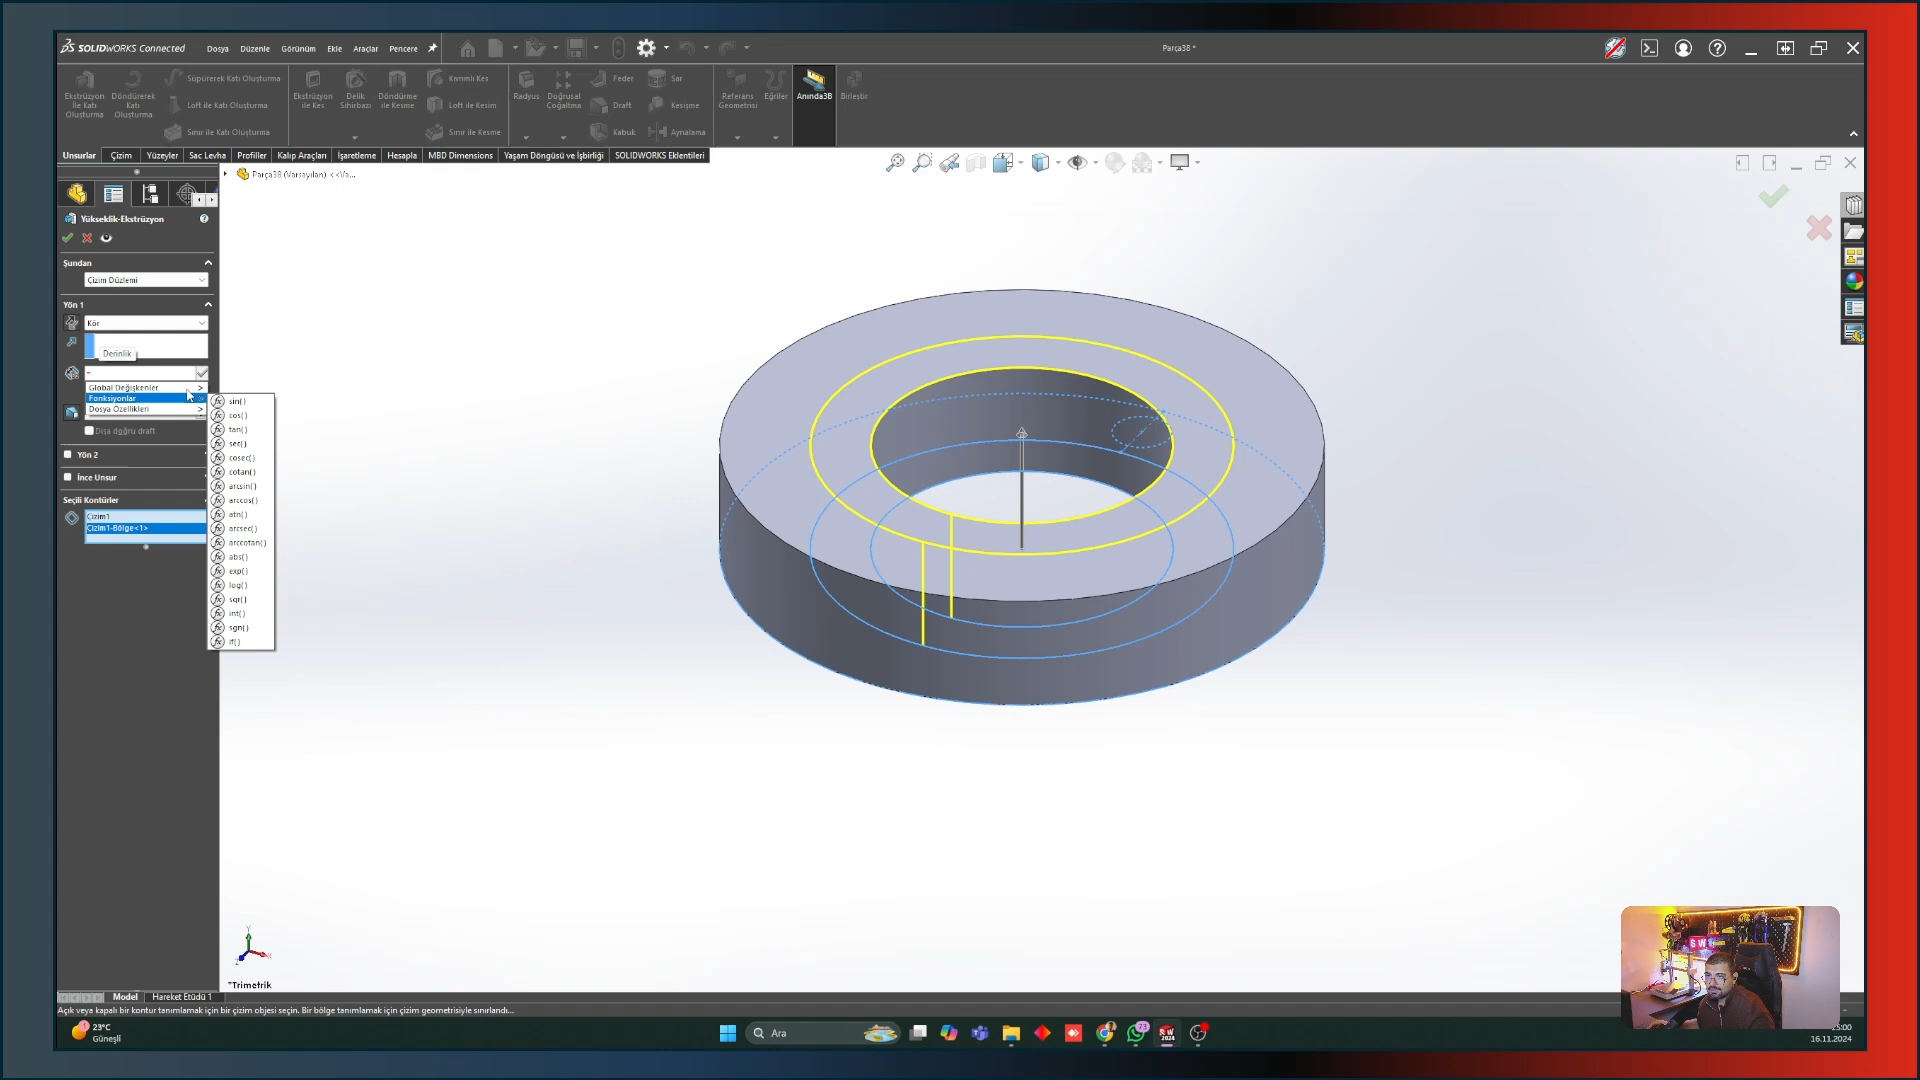 SOLIDWORKS Connected
Dosya Düzenle Görünüm Ekle Araçlar Pencere
Parça38 *
Ekstrüzyon İle Katı Oluşturma
Döndürerek Katı Oluşturma
Süpürerek Katı Oluşturma
Loft ile Katı Oluşturma
Sınır ile Katı Oluşturma
Ekstrüzyon ile Kes
Delik Sihirbazı
Döndürme ile Kesme
Kıvrımlı Kes
Loft ile Kesim
Sınır ile Kesme
Radyus
Doğrusal Çoğaltma
Feder
Draft
Kabuk
Sar
Kesişme
Aynalama
Referans Geometrisi
Eğriler
Anında3B
Birleştir
Unsurlar Çizim Yüzeyler Sac Levha Profiller Kalıp Araçları İşaretleme Hesapla MBD Dimensions Yaşam Döngüsü ve İşbirliği SOLIDWORKS Eklentileri
Parça38 (Varsayılan) <<Va...
Yükseklik-Ekstrüzyon
Şundan
Çizim Düzlemi
Yön 1
Kör
Derinlik
=
Global Değişkenler >
Fonksiyonlar >
Dosya Özellikleri >
Dışa doğru draft
Yön 2
İnce Unsur
Seçili Kontürler
Çizim1
Çizim1-Bölge<1>
sin()
cos()
tan()
sec()
cosec()
cotan()
arcsin()
arccos()
atn()
arcsec()
arccotan()
abs()
exp()
log()
sqr()
int()
sgn()
if()
Y
X
Z
*Trimetrik
Model Hareket Etüdü 1
Açık veya kapalı bir kontur tanımlamak için bir çizim objesi seçin. Bir bölge tanımlamak için çizim geometrisiyle sınırlandı...
SW
23°C
Güneşli
Ara
73
16.11.2024